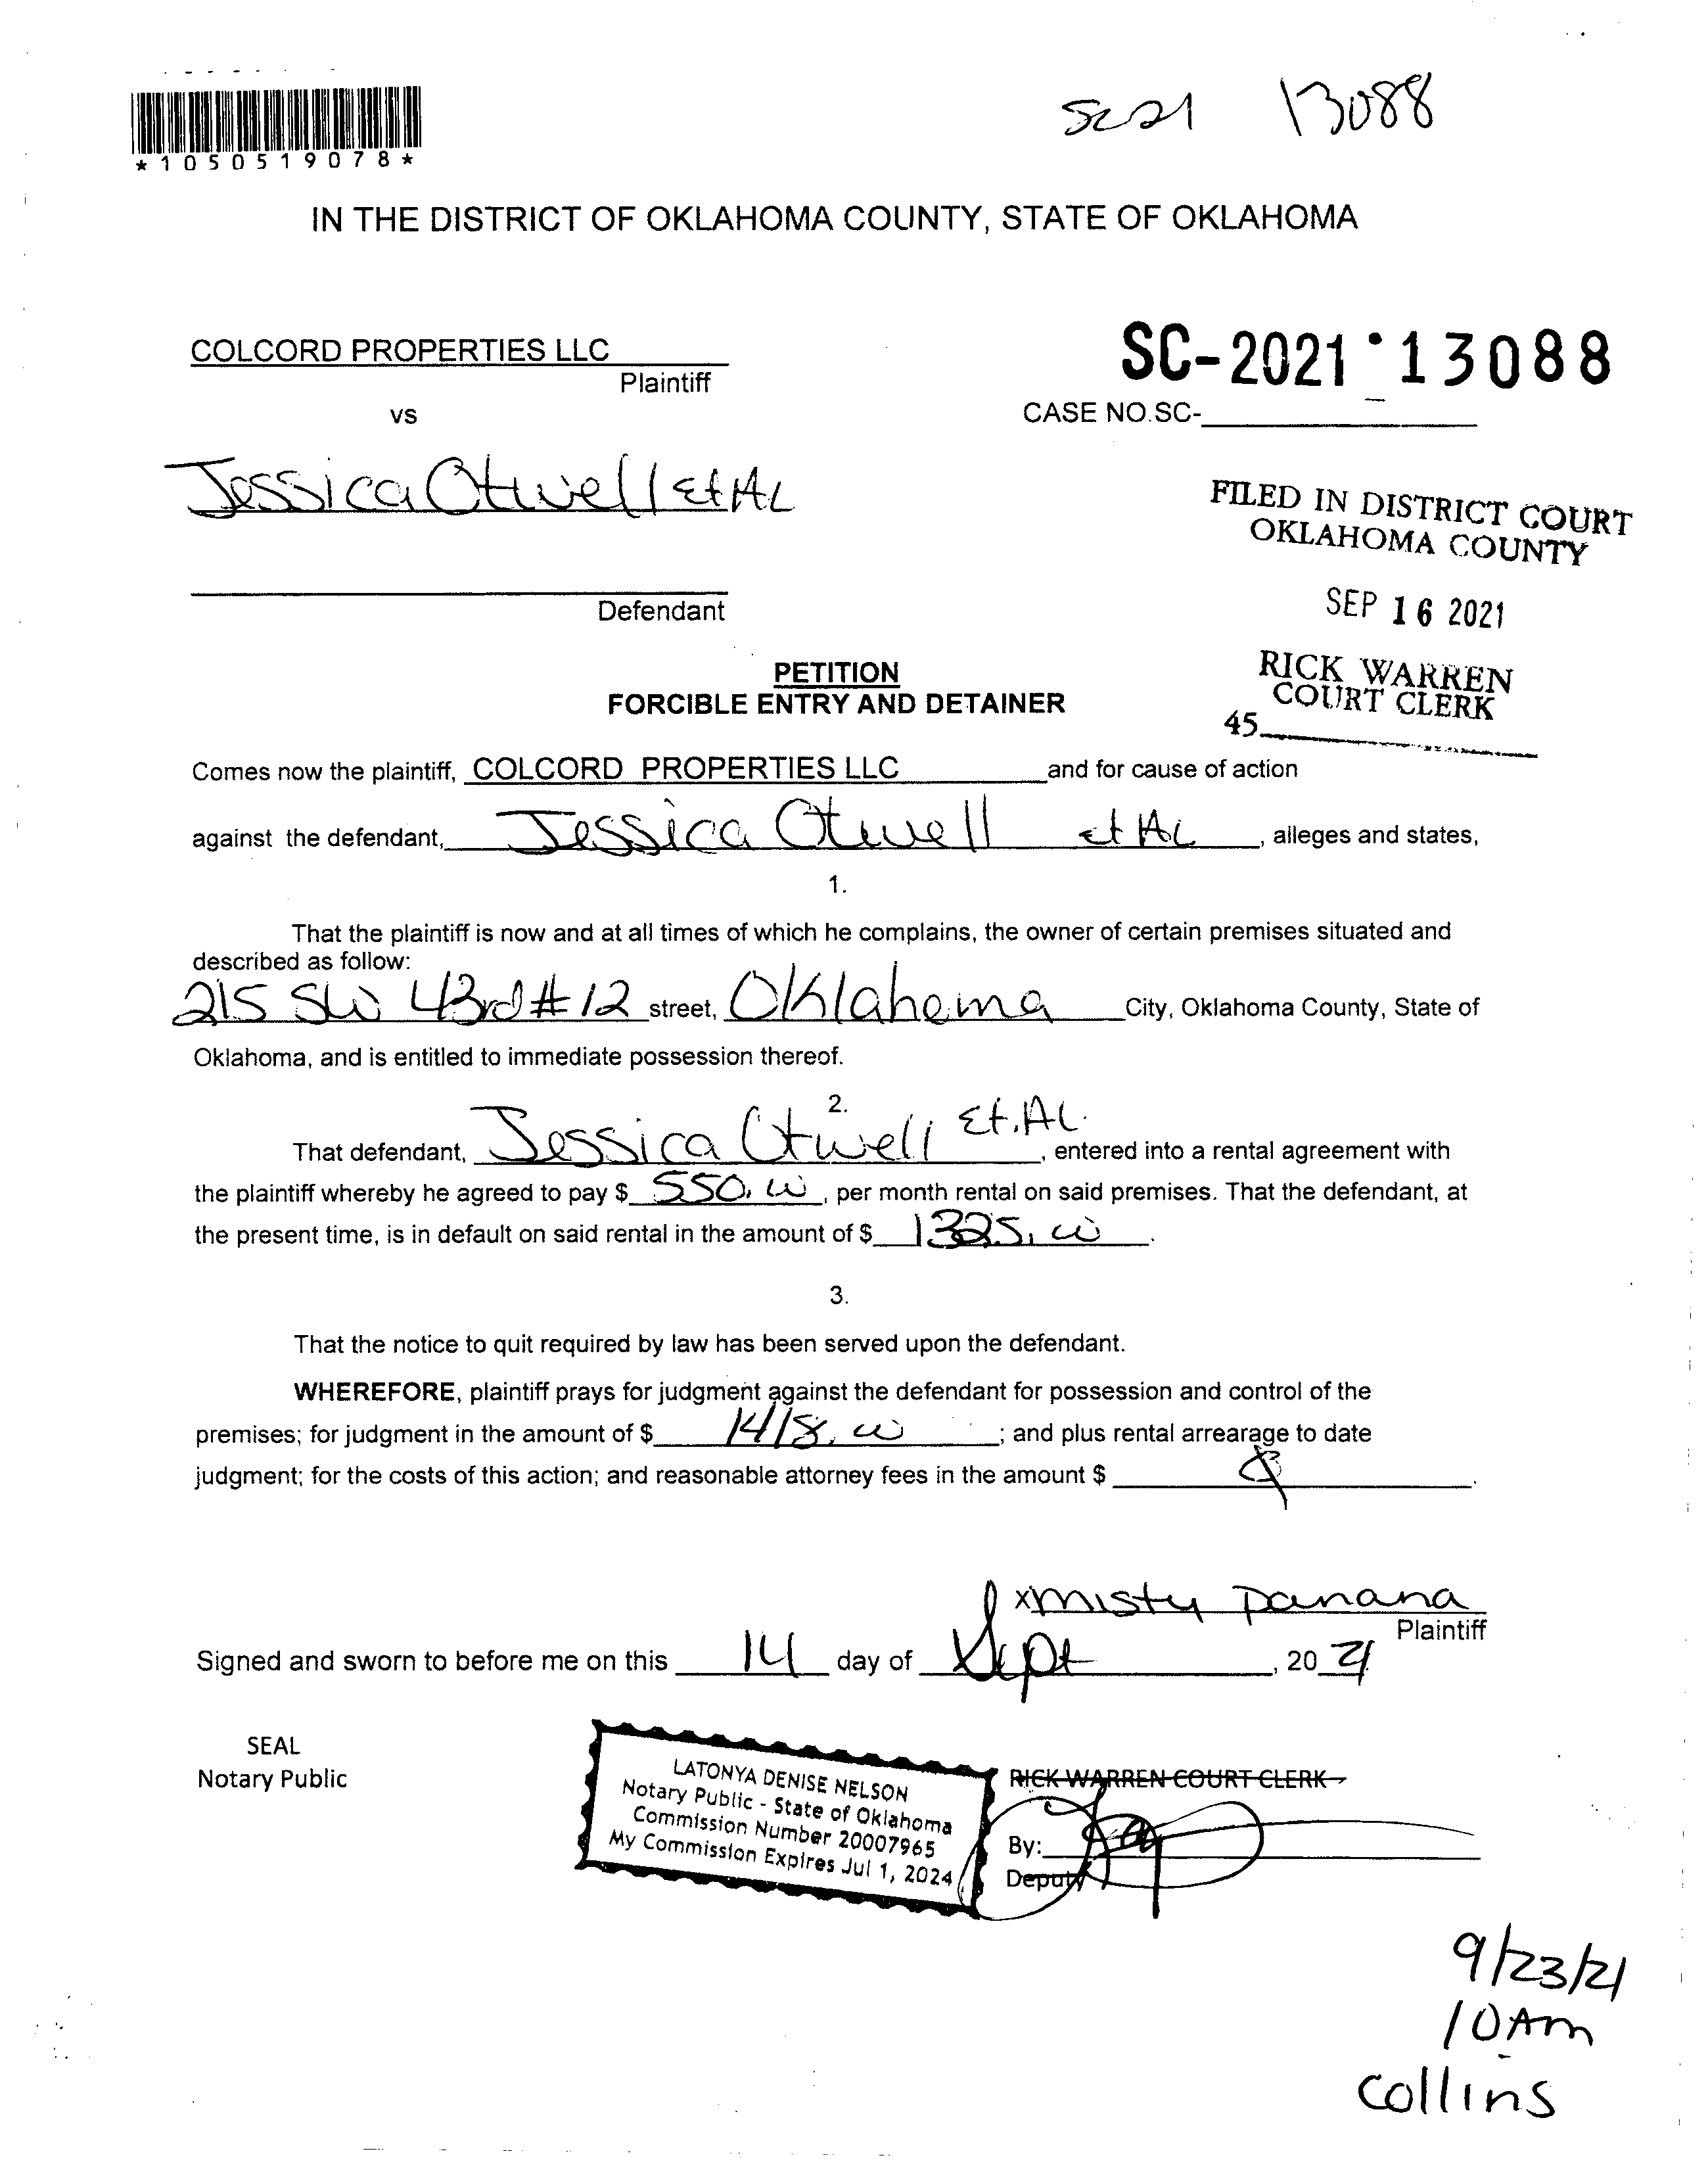 sc21 13088
*1050519078*
IN THE DISTRICT OF OKLAHOMA COUNTY, STATE OF OKLAHOMA
COLCORD PROPERTIES LLC
Plaintiff
SC-2021 13088
vs
CASE NO.SC-
Jessica Otwell Et AL
FILED IN DISTRICT COURT
OKLAHOMA COUNTY
Defendant
SEP 16 2021
PETITION
FORCIBLE ENTRY AND DETAINER
RICK WARREN
COURT CLERK
45
Comes now the plaintiff, COLCORD PROPERTIES LLC and for cause of action
against the defendant, Jessica Otwell et AL, alleges and states,
1.
That the plaintiff is now and at all times of which he complains, the owner of certain premises situated and
described as follow:
215 SW 43rd #12 street, Oklahoma City, Oklahoma County, State of
Oklahoma, and is entitled to immediate possession thereof.
2.
That defendant, Jessica Otwell Et.AL., entered into a rental agreement with
the plaintiff whereby he agreed to pay $ 550.00, per month rental on said premises. That the defendant, at
the present time, is in default on said rental in the amount of $ 1325.00.
3.
That the notice to quit required by law has been served upon the defendant.
WHEREFORE, plaintiff prays for judgment against the defendant for possession and control of the
premises; for judgment in the amount of $ 1418.00; and plus rental arrearage to date
judgment; for the costs of this action; and reasonable attorney fees in the amount $
xmisty Panana
Plaintiff
Signed and sworn to before me on this 14 day of Sept, 2021
SEAL
Notary Public
LATONYA DENISE NELSON
Notary Public - State of Oklahoma
Commission Number 20007965
My Commission Expires Jul 1, 2024
RICK WARREN COURT CLERK
By:
Deputy
9/23/21
10Am
collins